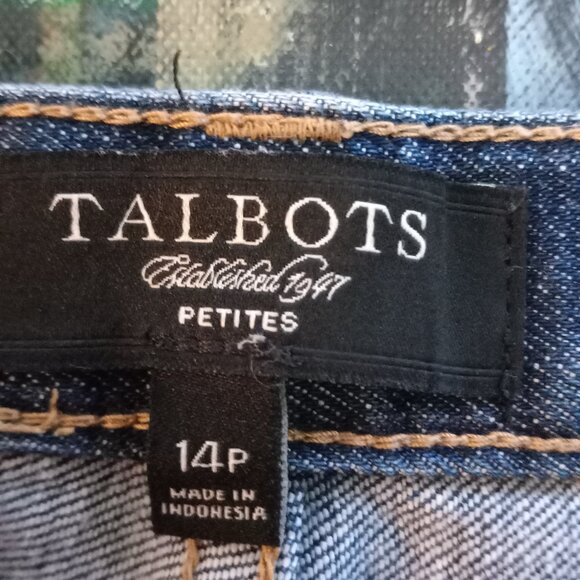 TALBOTS
Established 1947
PETITES
14P
MADE IN
INDONESIA